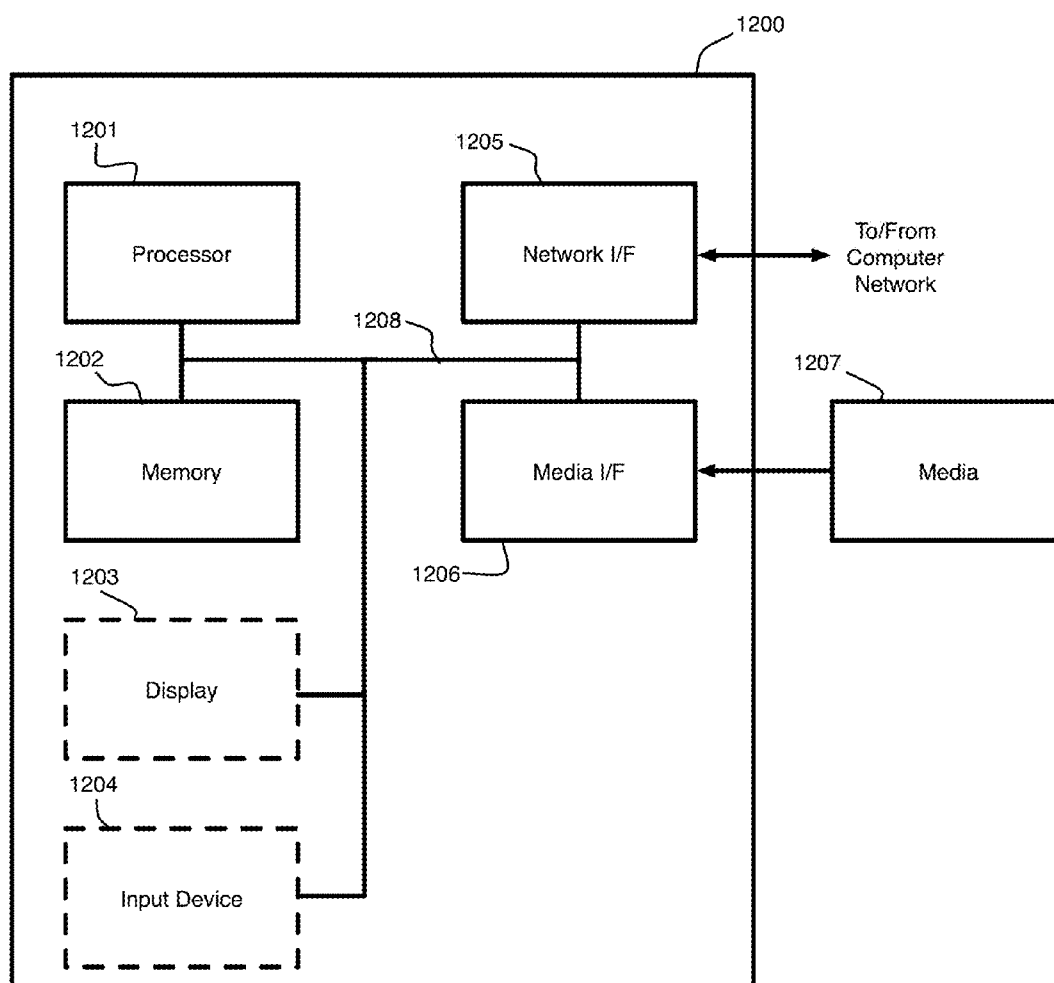 1200
1201
1205
Processor
Network I/F
To/From
Computer
Network
1208
1202
1207
Memory
Media I/F
Media
1203
1206
Display
1204
Input Device